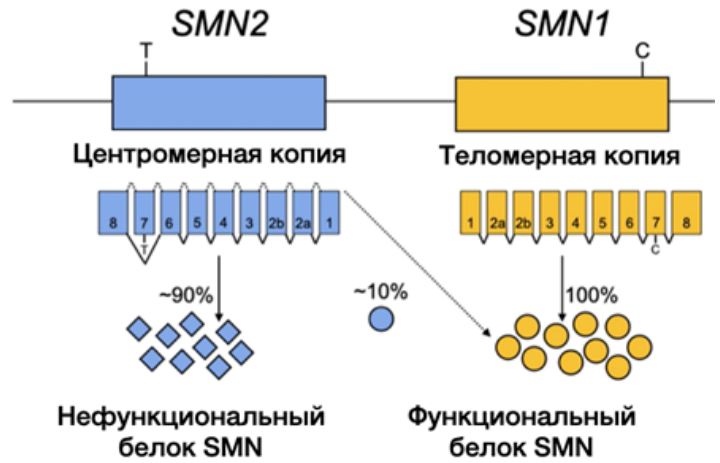 SMN2 SMN1
T C
Центромерная копия Теломерная копия
8 7 6 5 4 3 2b 2a 1 1 2a 2b 3 4 5 6 7 8
T C
~90% ~10% 100%
Нефункциональный Функциональный
белок SMN белок SMN